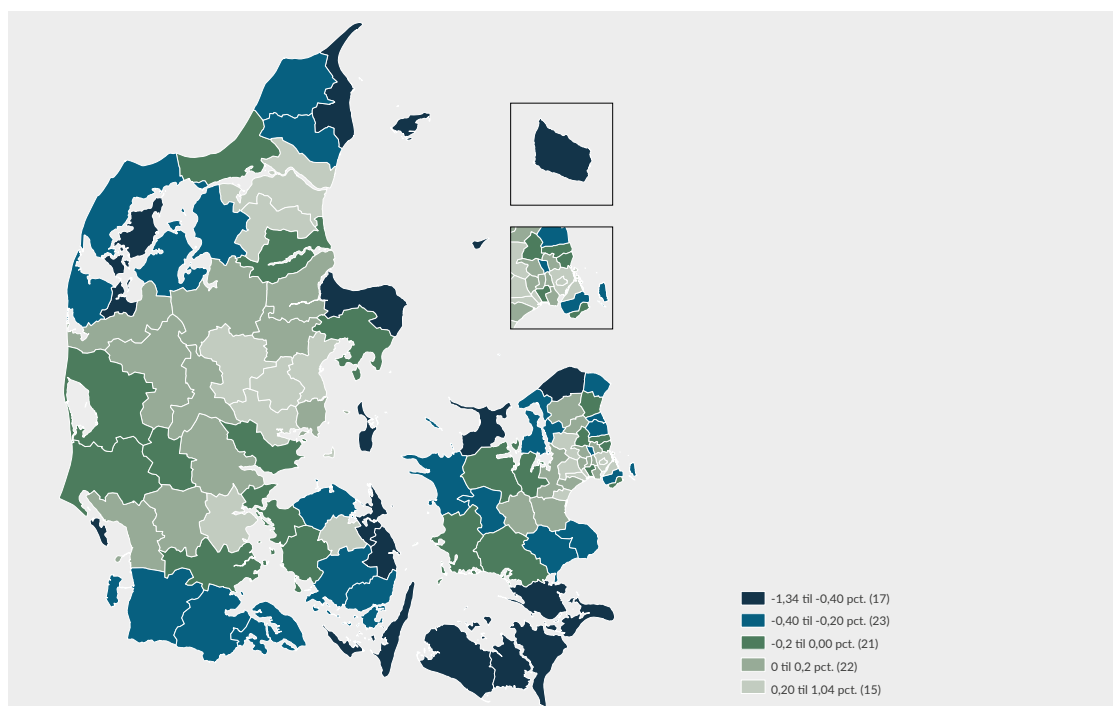 -1,34 til -0,40 pct. (17)
-0,40 til -0,20 pct. (23)
-0,2 til 0,00 pct. (21)
0 til 0,2 pct. (22)
0,20 til 1,04 pct. (15)